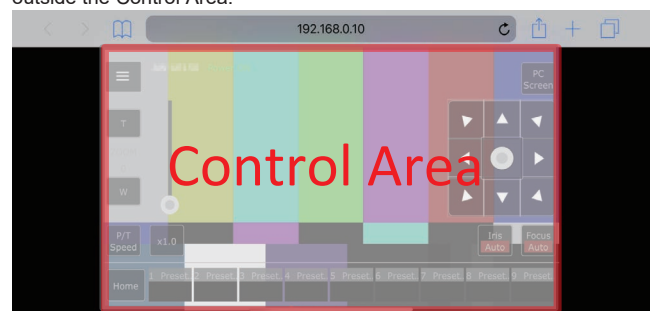 outside the Control Area.
192.168.0.10
PC
Screen
T
Control Area
W
P/T
Speed
x1.0
Iris
Auto
Focus
Auto
Home
1 Preset. 2 Preset. 3 Preset. 4 Preset. 5 Preset. 6 Preset. 7 Preset. 8 Preset. 9 Preset.